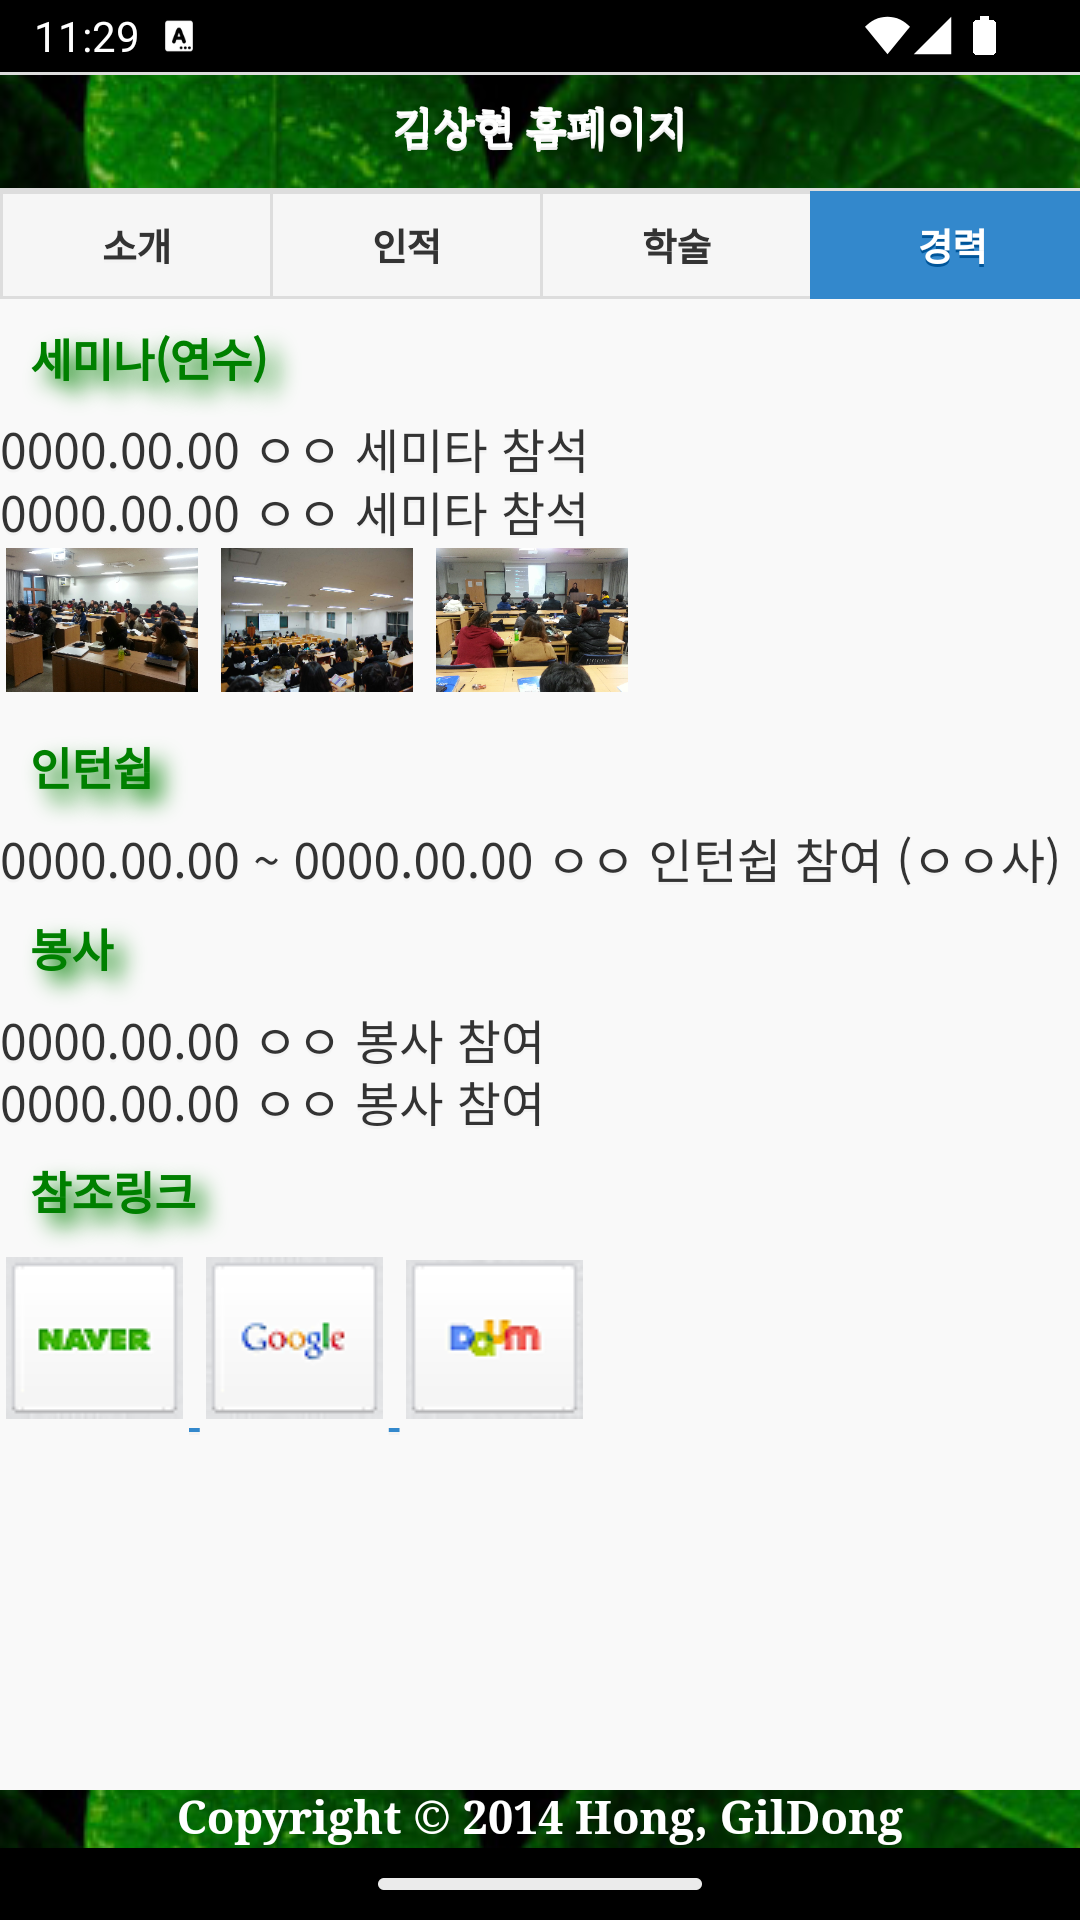 11:29
김상현 홈페이지
소개 인적 학술 경력
세미나(연수)
0000.00.00 ㅇㅇ 세미타 참석
0000.00.00 ㅇㅇ 세미타 참석
인턴쉽
0000.00.00 ~ 0000.00.00 ㅇㅇ 인턴쉽 참여 (ㅇㅇ사)
봉사
0000.00.00 ㅇㅇ 봉사 참여
0000.00.00 ㅇㅇ 봉사 참여
참조링크
NAVER Google Daum
Copyright © 2014 Hong, GilDong